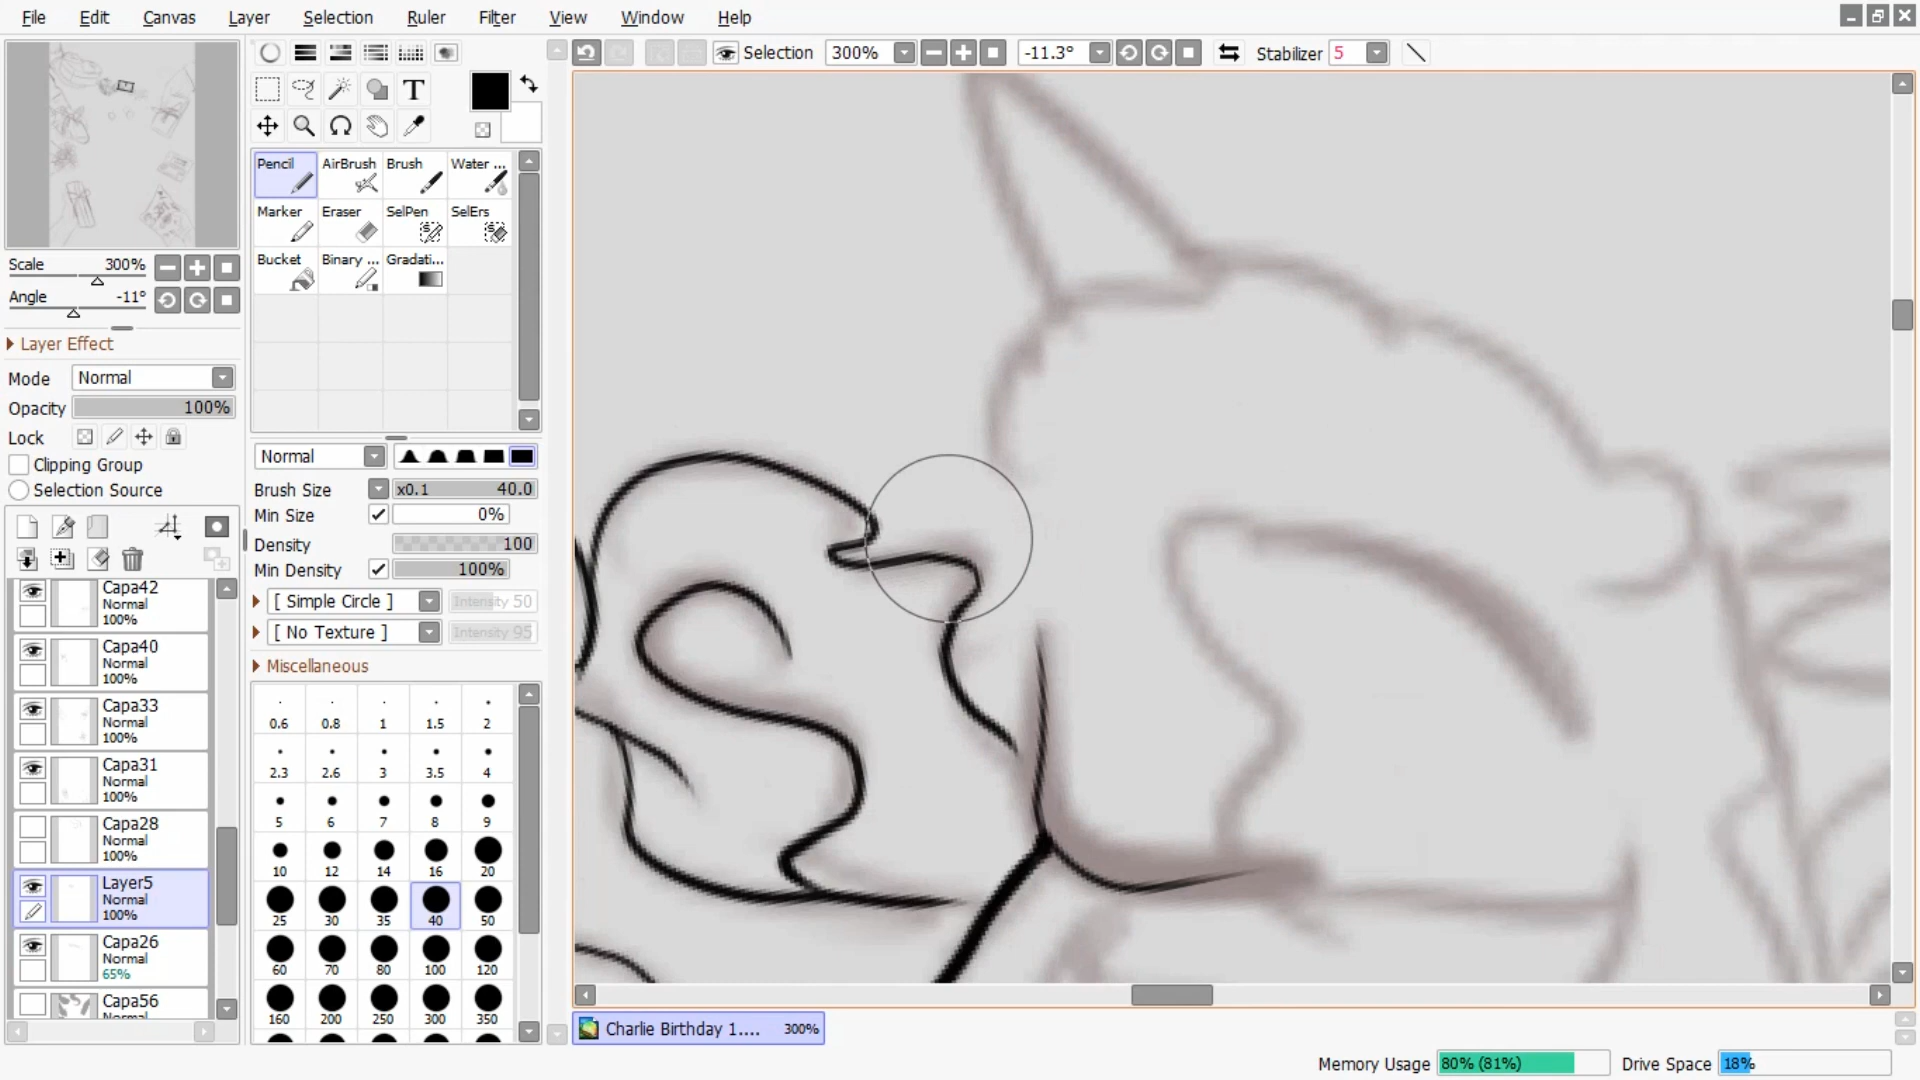 File Edit Canvas Layer Selection Ruler Filter View Window Help
Selection 300% -11.3° Stabilizer 5
T
Pencil AirBrush Brush Water ...
Marker Eraser SelPen SelErs
Bucket Binary ... Gradati...
Scale 300%
Angle -11°
Layer Effect
Mode Normal
Opacity 100%
Lock
Clipping Group
Selection Source
Normal
Brush Size x0.1 40.0
Min Size 0%
Density 100
Min Density 100%
[ Simple Circle ] Intensity 50
[ No Texture ] Intensity 95
Miscellaneous
0.6 0.8 1 1.5 2
2.3 2.6 3 3.5 4
5 6 7 8 9
10 12 14 16 20
25 30 35 40 50
60 70 80 100 120
160 200 250 300 350
Capa42
Normal
100%
Capa40
Normal
100%
Capa33
Normal
100%
Capa31
Normal
100%
Capa28
Normal
100%
Layer5
Normal
100%
Capa26
Normal
65%
Capa56
Normal
Charlie Birthday 1.... 300%
Memory Usage 80% (81%) Drive Space 18%